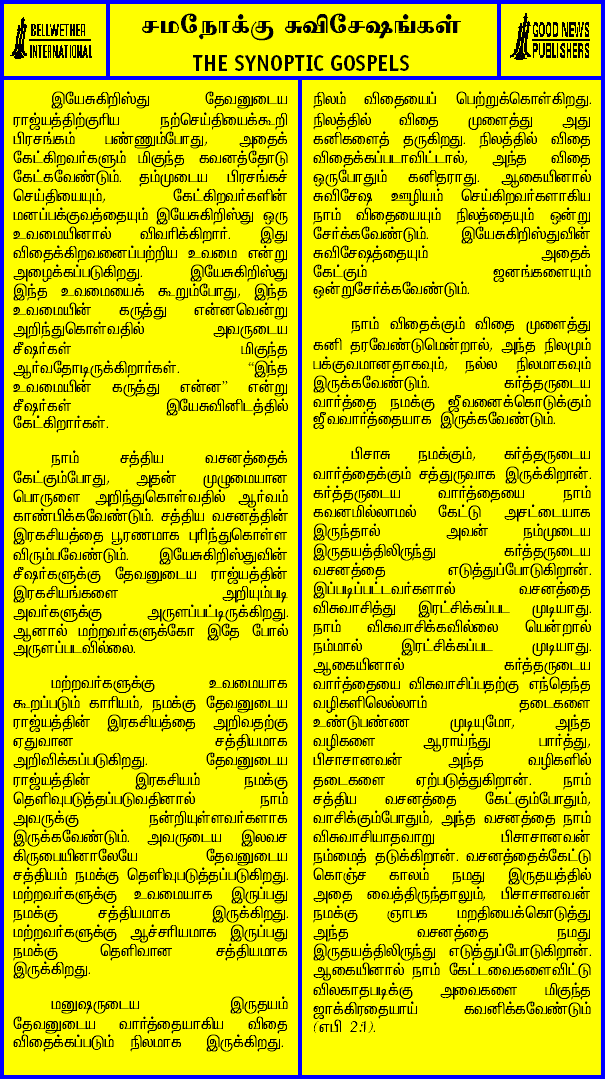 BELLWETHER
INTERNATIONAL
சமநோக்கு சுவிசேஷங்கள்
THE SYNOPTIC GOSPELS
GOOD NEWS
PUBLISHERS
இயேசுகிறிஸ்து தேவனுடைய
ராஜ்யத்திற்குரிய நற்செய்தியைக்கூறி
பிரசங்கம் பண்ணும்போது, அதைக்
கேட்கிறவர்களும் மிகுந்த கவனத்தோடு
கேட்கவேண்டும். தம்முடைய பிரசங்கச்
செய்தியையும், கேட்கிறவர்களின்
மனப்பக்குவத்தையும் இயேசுகிறிஸ்து ஒரு
உவமையினால் விவரிக்கிறார். இது
விதைக்கிறவனைப்பற்றிய உவமை என்று
அழைக்கப்படுகிறது. இயேசுகிறிஸ்து
இந்த உவமையைக் கூறும்போது, இந்த
உவமையின் கருத்து என்னவென்று
அறிந்துகொள்வதில் அவருடைய
சீஷர்கள் மிகுந்த
ஆர்வதோடிருக்கிறார்கள். “இந்த
உவமையின் கருத்து என்ன” என்று
சீஷர்கள் இயேசுவினிடத்தில்
கேட்கிறார்கள்.
நாம் சத்திய வசனத்தைக்
கேட்கும்போது, அதன் முழுமையான
பொருளை அறிந்துகொள்வதில் ஆர்வம்
காண்பிக்கவேண்டும். சத்திய வசனத்தின்
இரகசியத்தை பூரணமாக புரிந்துகொள்ள
விரும்பவேண்டும். இயேசுகிறிஸ்துவின்
சீஷர்களுக்கு தேவனுடைய ராஜ்யத்தின்
இரகசியங்களை அறியும்படி
அவர்களுக்கு அருளப்பட்டிருக்கிறது.
ஆனால் மற்றவர்களுக்கோ இதே போல்
அருளப்படவில்லை.
மற்றவர்களுக்கு உவமையாக
கூறப்படும் காரியம், நமக்கு தேவனுடைய
ராஜ்யத்தின் இரகசியத்தை அறிவதற்கு
ஏதுவான சத்தியமாக
அறிவிக்கப்படுகிறது. தேவனுடைய
ராஜ்யத்தின் இரகசியம் நமக்கு
தெளிவுபடுத்தப்படுவதினால் நாம்
அவருக்கு நன்றியுள்ளவர்களாக
இருக்கவேண்டும். அவருடைய இலவச
கிருபையினாலேயே தேவனுடைய
சத்தியம் நமக்கு தெளிவுபடுத்தப்படுகிறது.
மற்றவர்களுக்கு உவமையாக இருப்பது
நமக்கு சத்தியமாக இருக்கிறது.
மற்றவர்களுக்கு ஆச்சரியமாக இருப்பது
நமக்கு தெளிவான சத்தியமாக
இருக்கிறது.
மனுஷருடைய இருதயம்
தேவனுடைய வார்த்தையாகிய விதை
விதைக்கப்படும் நிலமாக இருக்கிறது.
நிலம் விதையைப் பெற்றுக்கொள்கிறது.
நிலத்தில் விதை முளைத்து அது
கனிகளைத் தருகிறது. நிலத்தில் விதை
விதைக்கப்படாவிட்டால், அந்த விதை
ஒருபோதும் கனிதராது. ஆகையினால்
சுவிசேஷ ஊழியம் செய்கிறவர்களாகிய
நாம் விதையையும் நிலத்தையும் ஒன்று
சேர்க்கவேண்டும். இயேசுகிறிஸ்துவின்
சுவிசேஷத்தையும் அதைக்
கேட்கும் ஜனங்களையும்
ஒன்றுசேர்க்கவேண்டும்.
நாம் விதைக்கும் விதை முளைத்து
கனி தரவேண்டுமென்றால், அந்த நிலமும்
பக்குவமானதாகவும், நல்ல நிலமாகவும்
இருக்கவேண்டும். கர்த்தருடைய
வார்த்தை நமக்கு ஜீவனைக்கொடுக்கும்
ஜீவவார்த்தையாக இருக்கவேண்டும்.
பிசாசு நமக்கும், கர்த்தருடைய
வார்த்தைக்கும் சத்துருவாக இருக்கிறான்.
கர்த்தருடைய வார்த்தையை நாம்
கவனமில்லாமல் கேட்டு அசட்டையாக
இருந்தால் அவன் நம்முடைய
இருதயத்திலிருந்து கர்த்தருடைய
வசனத்தை எடுத்துப்போடுகிறான்.
இப்படிப்பட்டவர்களால் வசனத்தை
விசுவாசித்து இரட்சிக்கப்பட முடியாது.
நாம் விசுவாசிக்கவில்லை யென்றால்
நம்மால் இரட்சிக்கப்பட முடியாது.
ஆகையினால் கர்த்தருடைய
வார்த்தையை விசுவாசிப்பதற்கு எந்தெந்த
வழிகளிலெல்லாம் தடைகளை
உண்டுபண்ண முடியுமோ, அந்த
வழிகளை ஆராய்ந்து பார்த்து,
பிசாசானவன் அந்த வழிகளில்
தடைகளை ஏற்படுத்துகிறான். நாம்
சத்திய வசனத்தை கேட்கும்போதும்,
வாசிக்கும்போதும், அந்த வசனத்தை நாம்
விசுவாசியாதவாறு பிசாசானவன்
நம்மைத் தடுக்கிறான். வசனத்தைக்கேட்டு
கொஞ்ச காலம் நமது இருதயத்தில்
அதை வைத்திருந்தாலும், பிசாசானவன்
நமக்கு ஞாபக மறதியைக்கொடுத்து
அந்த வசனத்தை நமது
இருதயத்திலிருந்து எடுத்துப்போடுகிறான்.
ஆகையினால் நாம் கேட்டவைகளைவிட்டு
விலகாதபடிக்கு அவைகளை மிகுந்த
ஜாக்கிரதையாய் கவனிக்கவேண்டும்
(எபி 2:1).